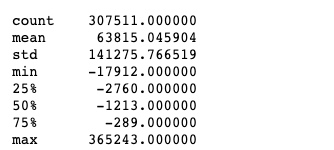 count    307511.000000
mean      63815.045904
std      141275.766519
min      -17912.000000
25%       -2760.000000
50%       -1213.000000
75%        -289.000000
max      365243.000000